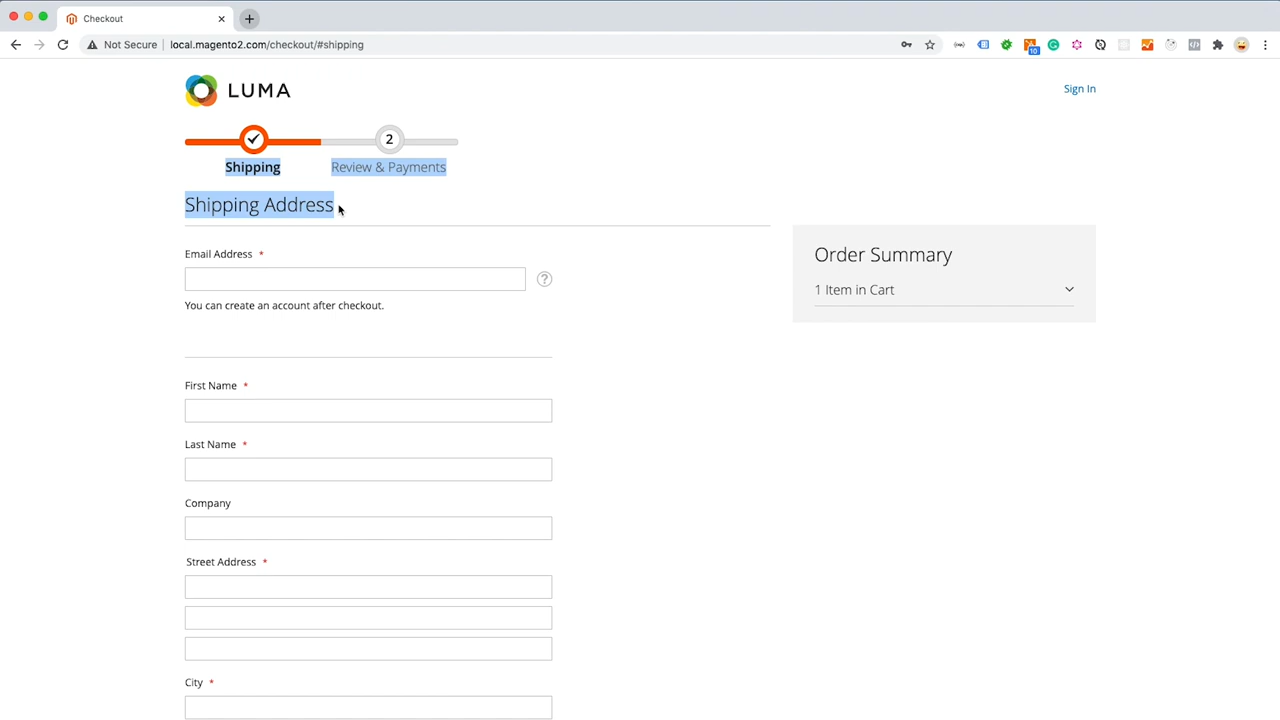 Checkout
Not Secure
local.magento2.com/checkout/#shipping
10
LUMA
Sign In
2
Shipping
Review & Payments
Shipping Address
Email Address *
?
You can create an account after checkout.
Order Summary
1 Item in Cart
First Name *
Last Name *
Company
Street Address *
City *